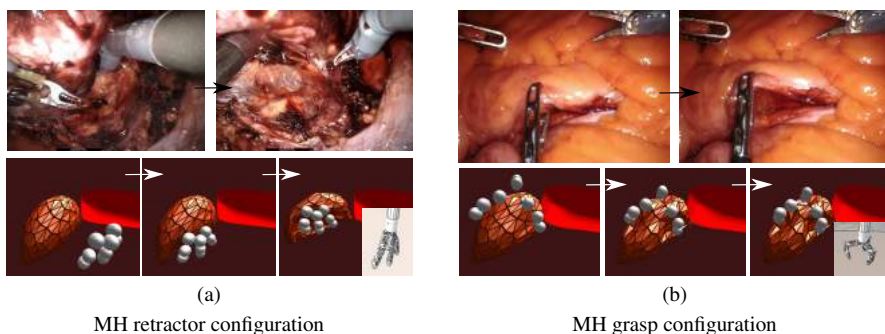 (a)
MH retractor configuration
(b)
MH grasp configuration